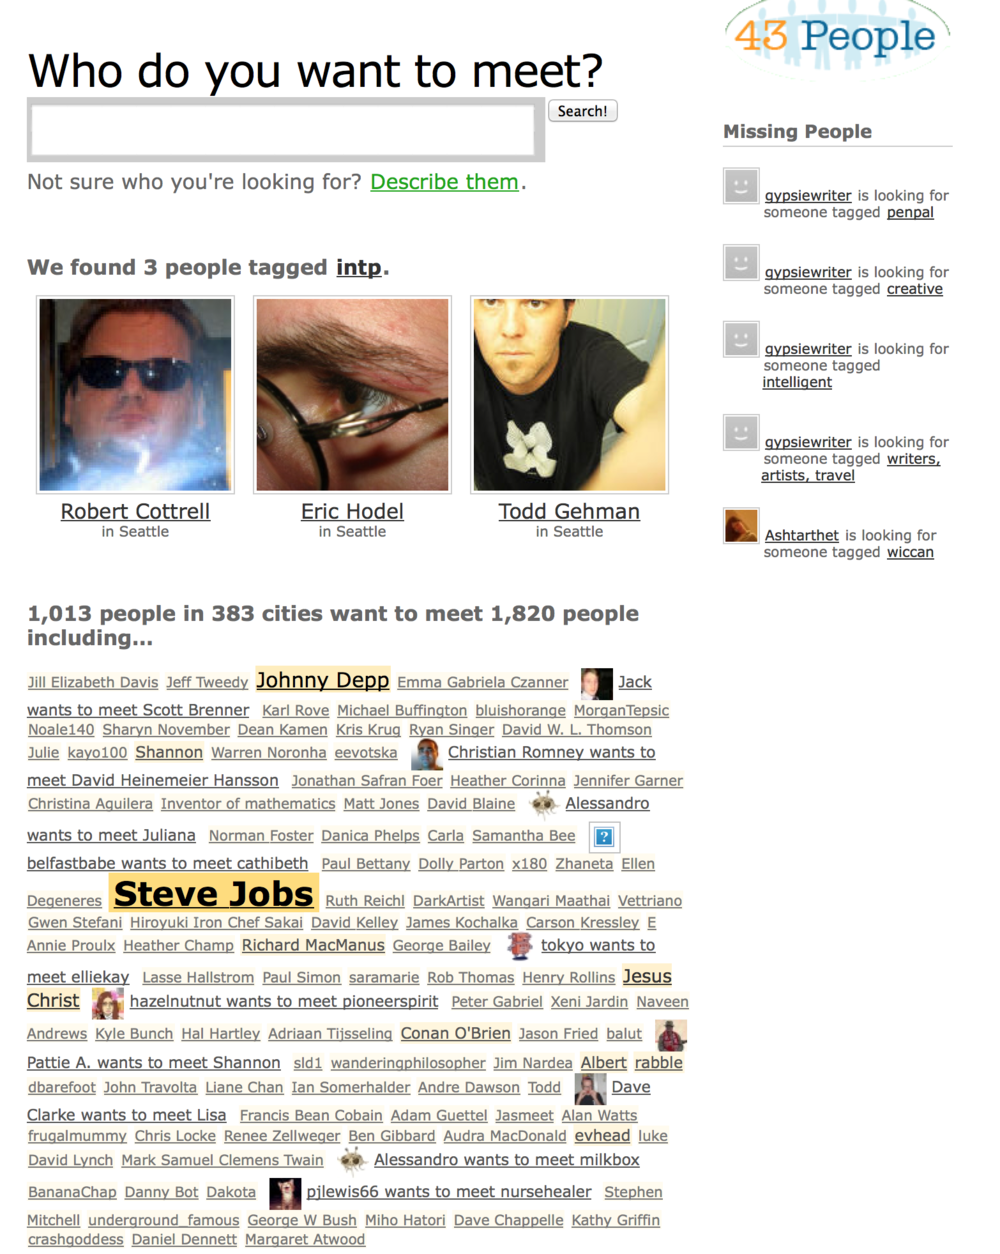 43 People
Who do you want to meet?
Search!
Not sure who you're looking for? Describe them.
We found 3 people tagged intp.
Robert Cottrell
in Seattle
Eric Hodel
in Seattle
Todd Gehman
in Seattle
Missing People
gypsiewriter is looking for
someone tagged penpal
gypsiewriter is looking for
someone tagged creative
gypsiewriter is looking for
someone tagged
intelligent
gypsiewriter is looking for
someone tagged writers,
artists, travel
Ashtarthet is looking for
someone tagged wiccan
1,013 people in 383 cities want to meet 1,820 people
including...
Jill Elizabeth Davis Jeff Tweedy Johnny Depp Emma Gabriela Czanner Jack
wants to meet Scott Brenner Karl Rove Michael Buffington bluishorange MorganTepsic
Noale140 Sharyn November Dean Kamen Kris Krug Ryan Singer David W. L. Thomson
Julie kayo100 Shannon Warren Noronha eevotska Christian Romney wants to
meet David Heinemeier Hansson Jonathan Safran Foer Heather Corinna Jennifer Garner
Christina Aguilera Inventor of mathematics Matt Jones David Blaine Alessandro
wants to meet Juliana Norman Foster Danica Phelps Carla Samantha Bee ?
belfastbabe wants to meet cathibeth Paul Bettany Dolly Parton x180 Zhaneta Ellen
Degeneres Steve Jobs Ruth Reichl DarkArtist Wangari Maathai Vettriano
Gwen Stefani Hiroyuki Iron Chef Sakai David Kelley James Kochalka Carson Kressley E
Annie Proulx Heather Champ Richard MacManus George Bailey tokyo wants to
meet elliekay Lasse Hallstrom Paul Simon saramarie Rob Thomas Henry Rollins Jesus
Christ hazelnutnut wants to meet pioneerspirit Peter Gabriel Xeni Jardin Naveen
Andrews Kyle Bunch Hal Hartley Adriaan Tijsseling Conan O'Brien Jason Fried balut
Pattie A. wants to meet Shannon sld1 wanderingphilosopher Jim Nardea Albert rabble
dbarefoot John Travolta Liane Chan Ian Somerhalder Andre Dawson Todd Dave
Clarke wants to meet Lisa Francis Bean Cobain Adam Guettel Jasmeet Alan Watts
frugalmummy Chris Locke Renee Zellweger Ben Gibbard Audra MacDonald evhead luke
David Lynch Mark Samuel Clemens Twain Alessandro wants to meet milkbox
BananaChap Danny Bot Dakota pjlewis66 wants to meet nursehealer Stephen
Mitchell underground_famous George W Bush Miho Hatori Dave Chappelle Kathy Griffin
crashgoddess Daniel Dennett Margaret Atwood